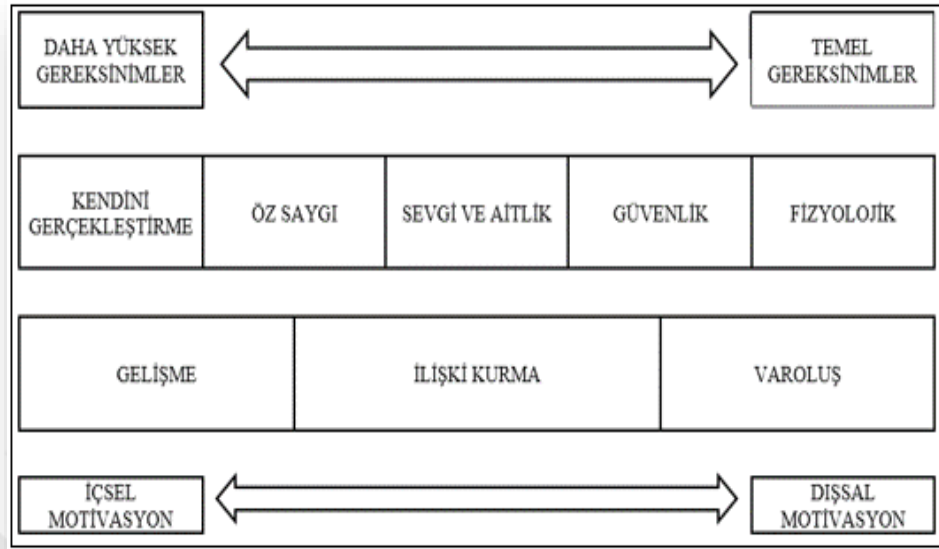 DAHA YÜKSEK
GEREKSİNİMLER
TEMEL
GEREKSİNİMLER
KENDİNİ
GERÇEKLEŞTİRME
ÖZ SAYGI
SEVGİ VE AİTLİK
GÜVENLİK
FİZYOLOJİK
GELİŞME
İLİŞKİ KURMA
VAROLUŞ
İÇSEL
MOTİVASYON
DIŞSAL
MOTİVASYON